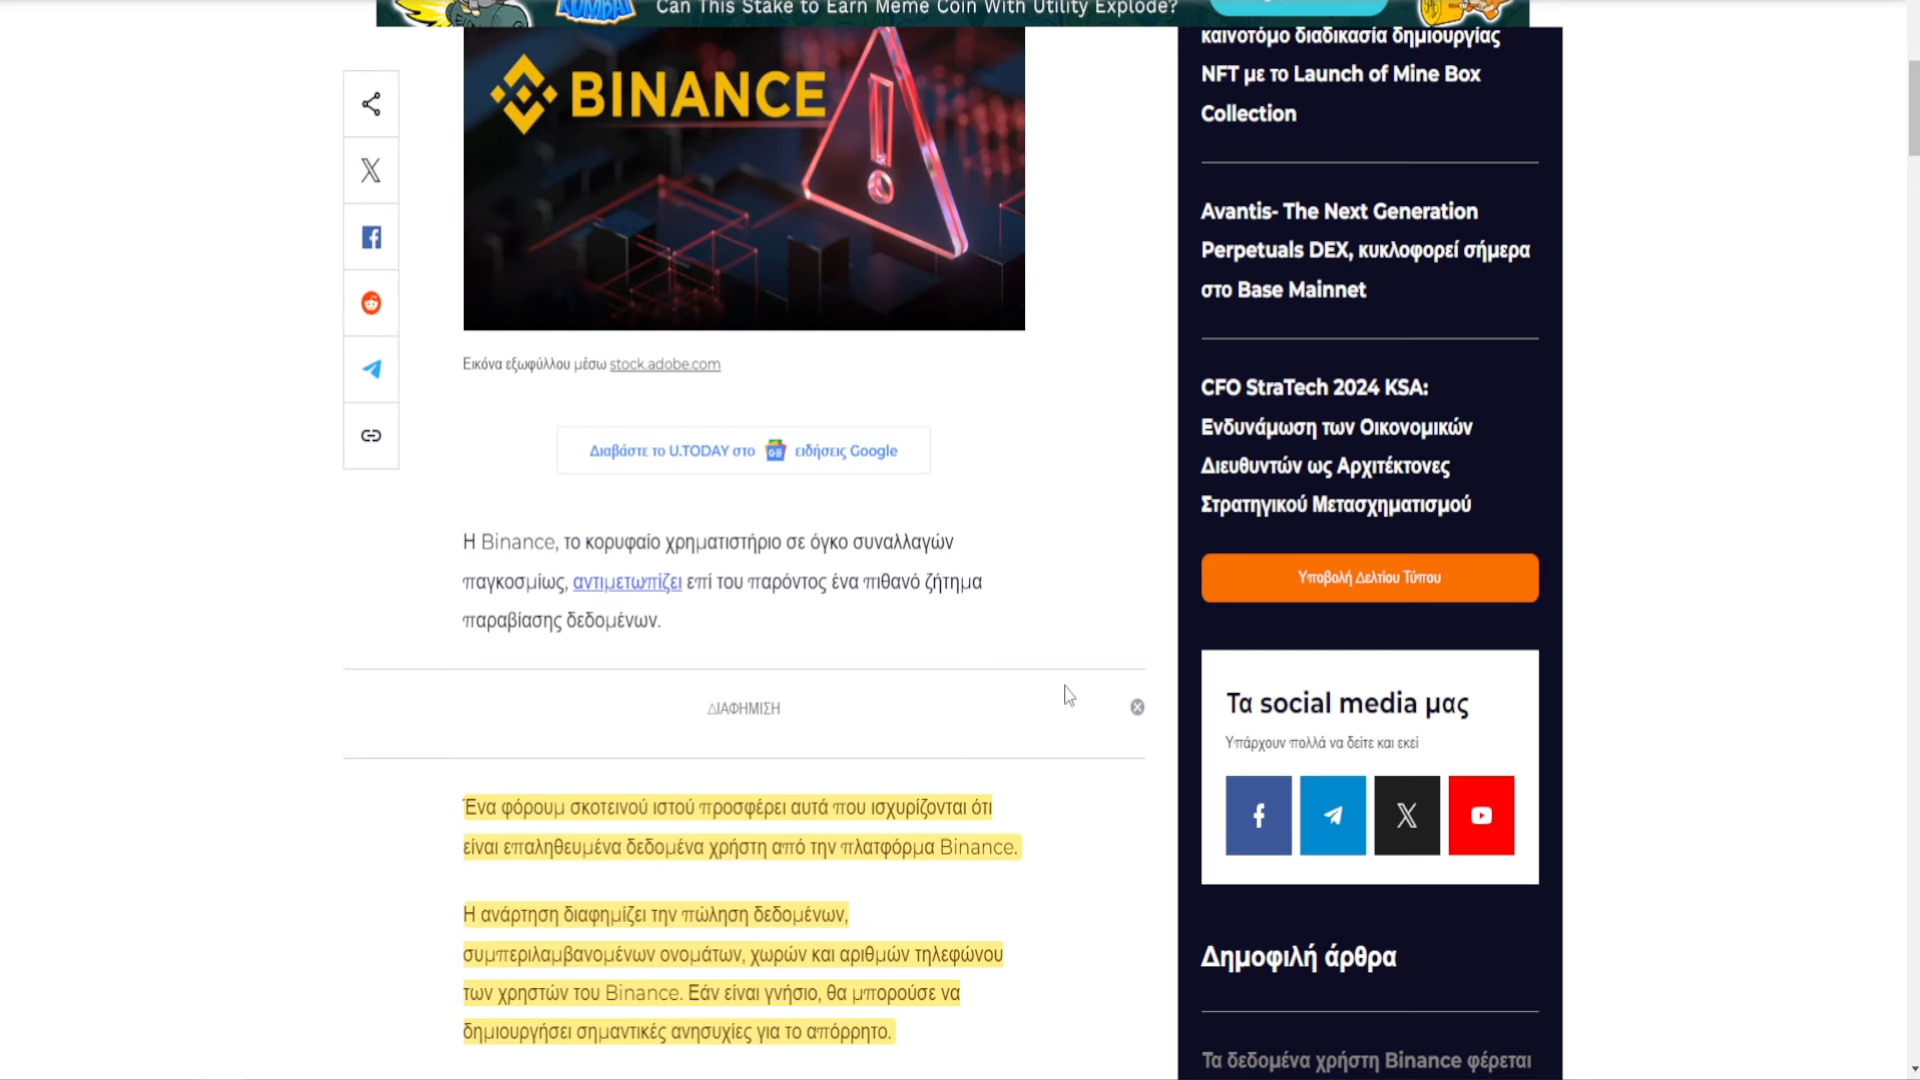 Can This Stake to Earn Meme Coin With Utility Explode?
BINANCE
Εικόνα εξωφύλλου μέσω stock.adobe.com
Διαβάστε το U.TODAY στο ειδήσεις Google
Η Binance, το κορυφαίο χρηματιστήριο σε όγκο συναλλαγών
παγκοσμίως, αντιμετωπίζει επί του παρόντος ένα πιθανό ζήτημα
παραβίασης δεδομένων.
ΔΙΑΦΗΜΙΣΗ
Ένα φόρουμ σκοτεινού ιστού προσφέρει αυτά που ισχυρίζονται ότι
είναι επαληθευμένα δεδομένα χρήστη από την πλατφόρμα Binance.
Η ανάρτηση διαφημίζει την πώληση δεδομένων,
συμπεριλαμβανομένων ονομάτων, χωρών και αριθμών τηλεφώνου
των χρηστών του Binance. Εάν είναι γνήσιο, θα μπορούσε να
δημιουργήσει σημαντικές ανησυχίες για το απόρρητο.
καινοτόμο διαδικασία δημιουργίας
NFT με το Launch of Mine Box
Collection
Avantis- The Next Generation
Perpetuals DEX, κυκλοφορεί σήμερα
στο Base Mainnet
CFO StraTech 2024 KSA:
Ενδυνάμωση των Οικονομικών
Διευθυντών ως Αρχιτέκτονες
Στρατηγικού Μετασχηματισμού
Υποβολή Δελτίου Τύπου
Τα social media μας
Υπάρχουν πολλά να δείτε και εκεί
Δημοφιλή άρθρα
Τα δεδομένα χρήστη Binance φέρεται